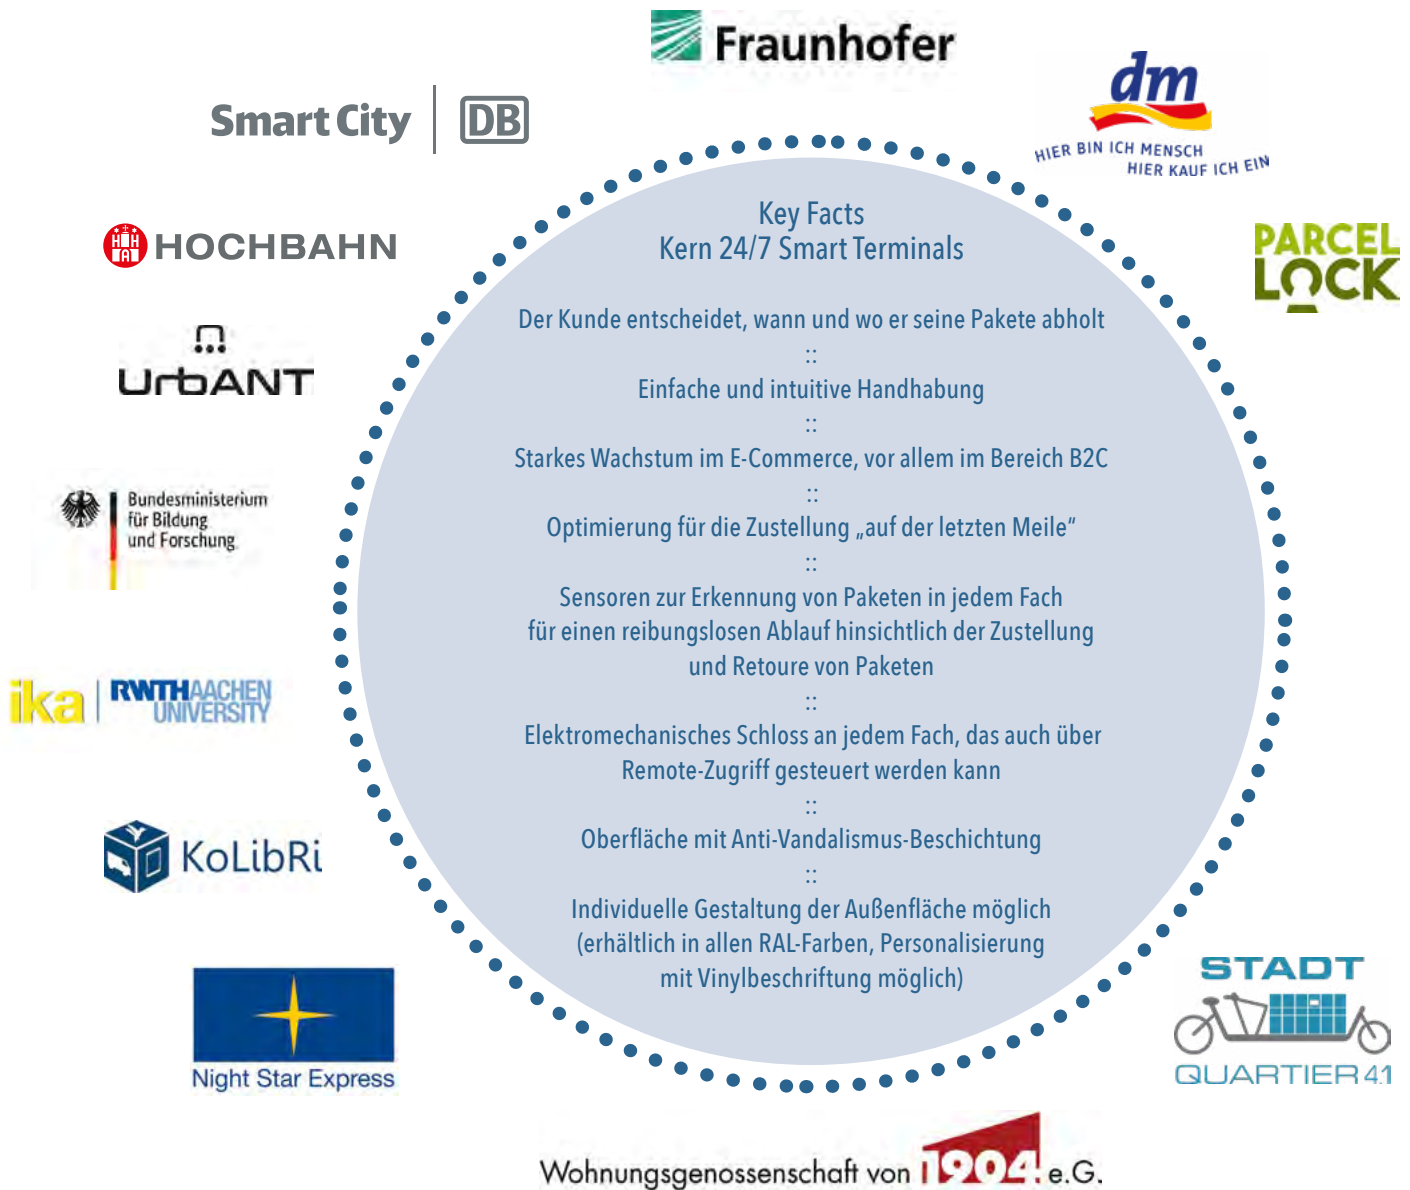 Fraunhofer
dm
HIER BIN ICH MENSCH
HIER KAUF ICH EIN
Smart City | DB
HOCHBAHN
PARCEL
LOCK
UrbANT
Bundesministerium
für Bildung
und Forschung
ika | RWTHAACHEN
UNIVERSITY
KoLibRi
Night Star Express
Key Facts
Kern 24/7 Smart Terminals
Der Kunde entscheidet, wann und wo er seine Pakete abholt
::
Einfache und intuitive Handhabung
::
Starkes Wachstum im E-Commerce, vor allem im Bereich B2C
::
Optimierung für die Zustellung „auf der letzten Meile“
::
Sensoren zur Erkennung von Paketen in jedem Fach
für einen reibungslosen Ablauf hinsichtlich der Zustellung
und Retoure von Paketen
::
Elektromechanisches Schloss an jedem Fach, das auch über
Remote-Zugriff gesteuert werden kann
::
Oberfläche mit Anti-Vandalismus-Beschichtung
::
Individuelle Gestaltung der Außenfläche möglich
(erhältlich in allen RAL-Farben, Personalisierung
mit Vinylbeschriftung möglich)
STADT
QUARTIER 4.1
Wohnungsgenossenschaft von 1904 e.G.